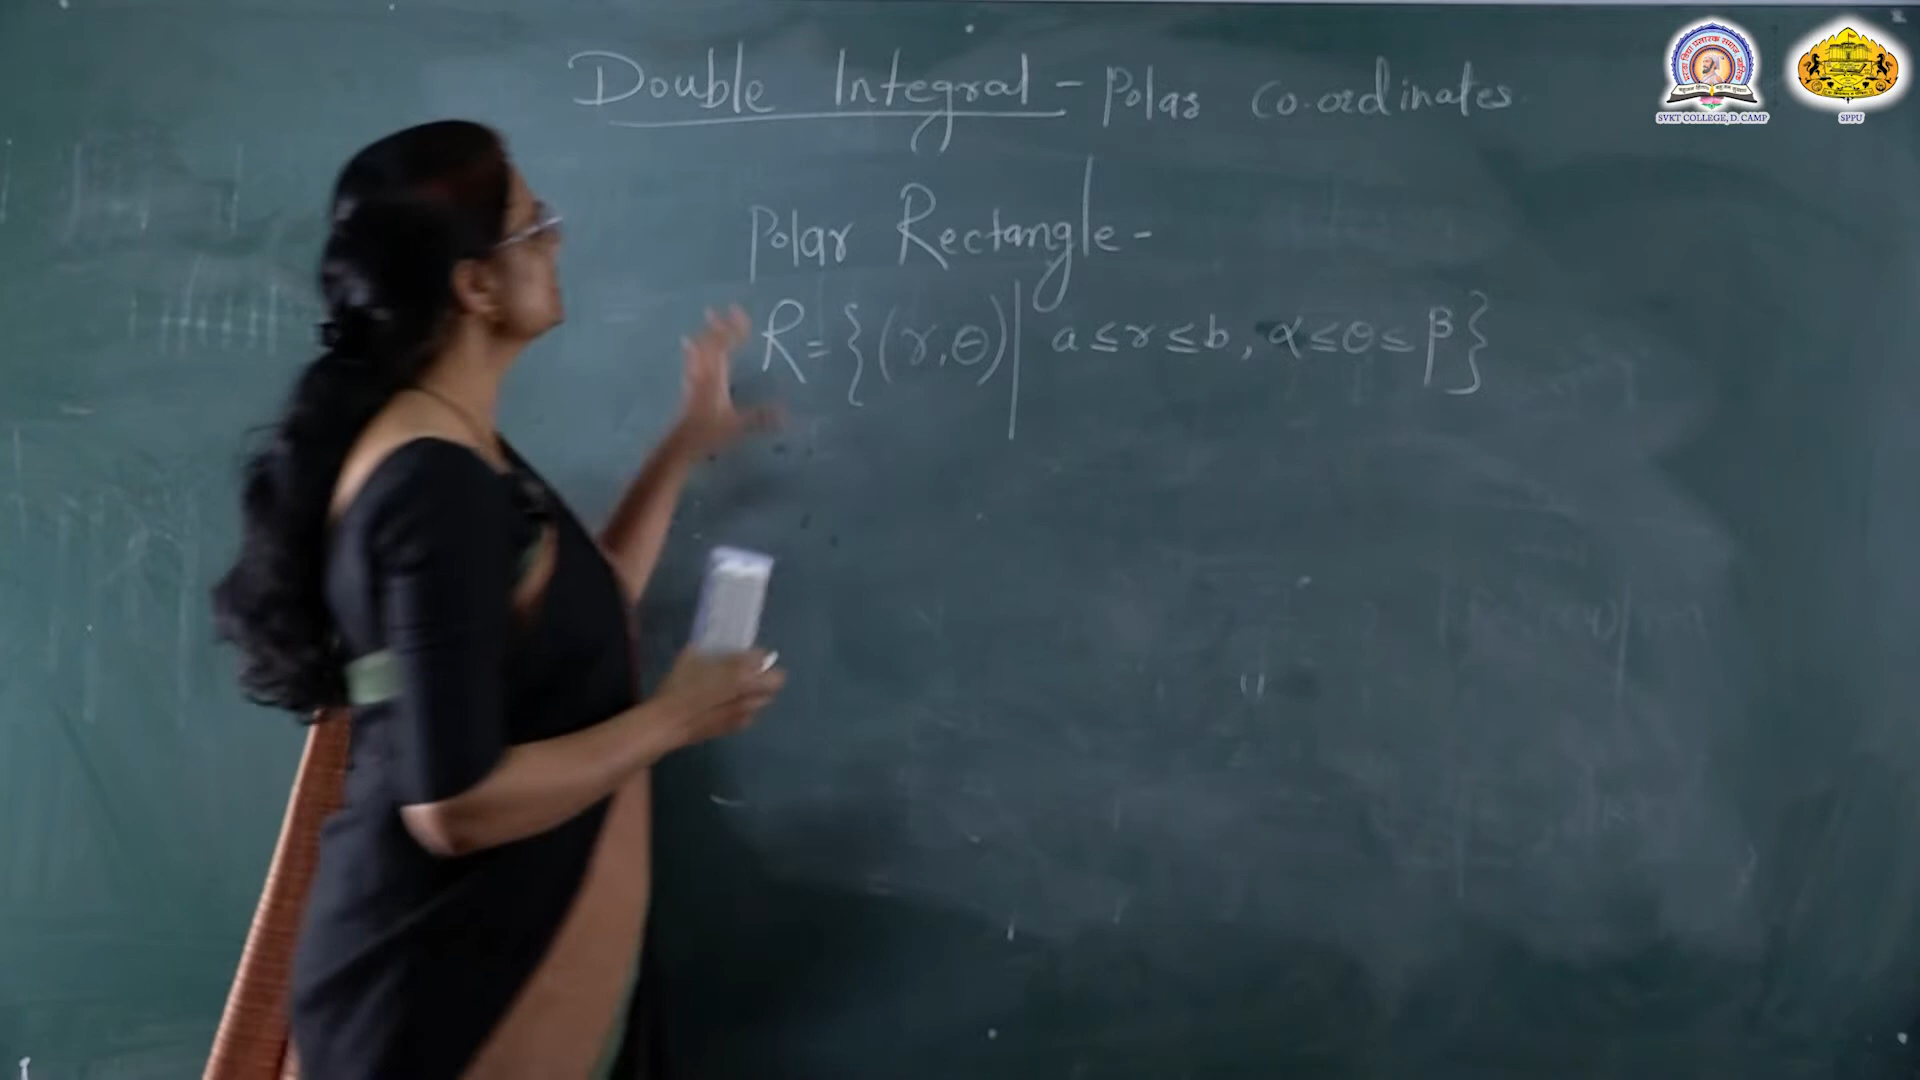 Double Integral - Polar Co-ordinates.
Polar Rectangle -
R = {(r,θ) | a ≤ r ≤ b, α ≤ θ ≤ β}
SVKT COLLEGE, D. CAMP
SPPU